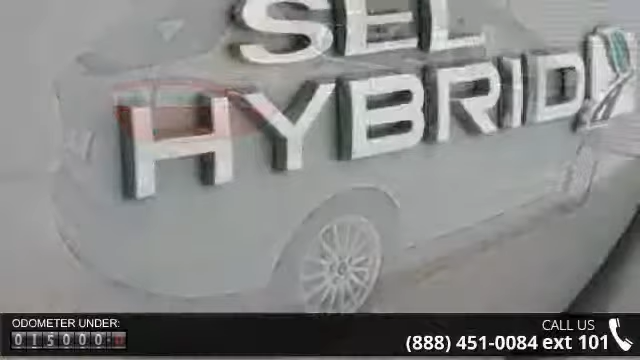 SEL
HYBRID
ODOMETER UNDER:
015000
CALL US
(888) 451-0084 ext 101